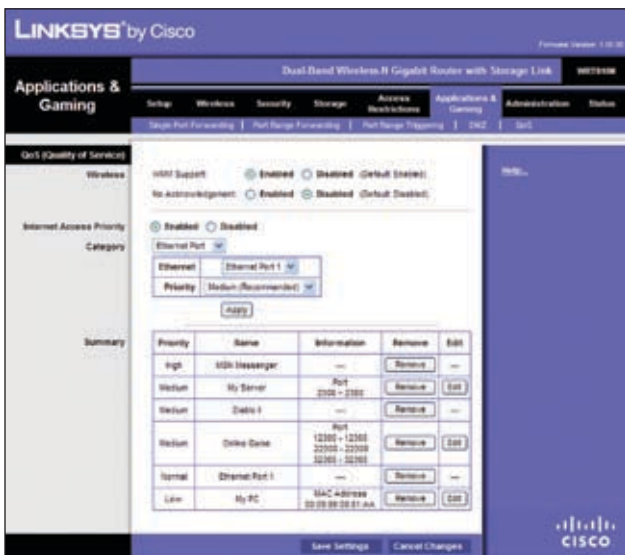 LINKSYS® by Cisco
Firmware Version: 1.00.00
Dual-Band Wireless-N Gigabit Router with Storage Link
Applications & Gaming
Setup Wireless Security Storage Access Restrictions Applications & Gaming Administration Status
Single Port Forwarding | Port Range Forwarding | Port Range Triggering | DMZ | QoS
QoS (Quality of Service)
Wireless
WMM Support: Enabled Disabled (Default: Enabled)
No Acknowledgement: Enabled Disabled (Default: Disabled)
Help...
Internet Access Priority
Enabled Disabled
Category
Ethernet Port
Ethernet Ethernet Port 1
Priority Medium (Recommended)
Apply
Summary
Priority Name Information Remove Edit
High MSN Messenger --- Remove ---
Medium My Server Port Remove Edit
Medium Diablo II --- Remove ---
Medium Online Game Port Remove Edit
Normal Ethernet Port 1 --- Remove ---
Low My PC MAC Address Remove Edit
Save Settings Cancel Changes
CISCO